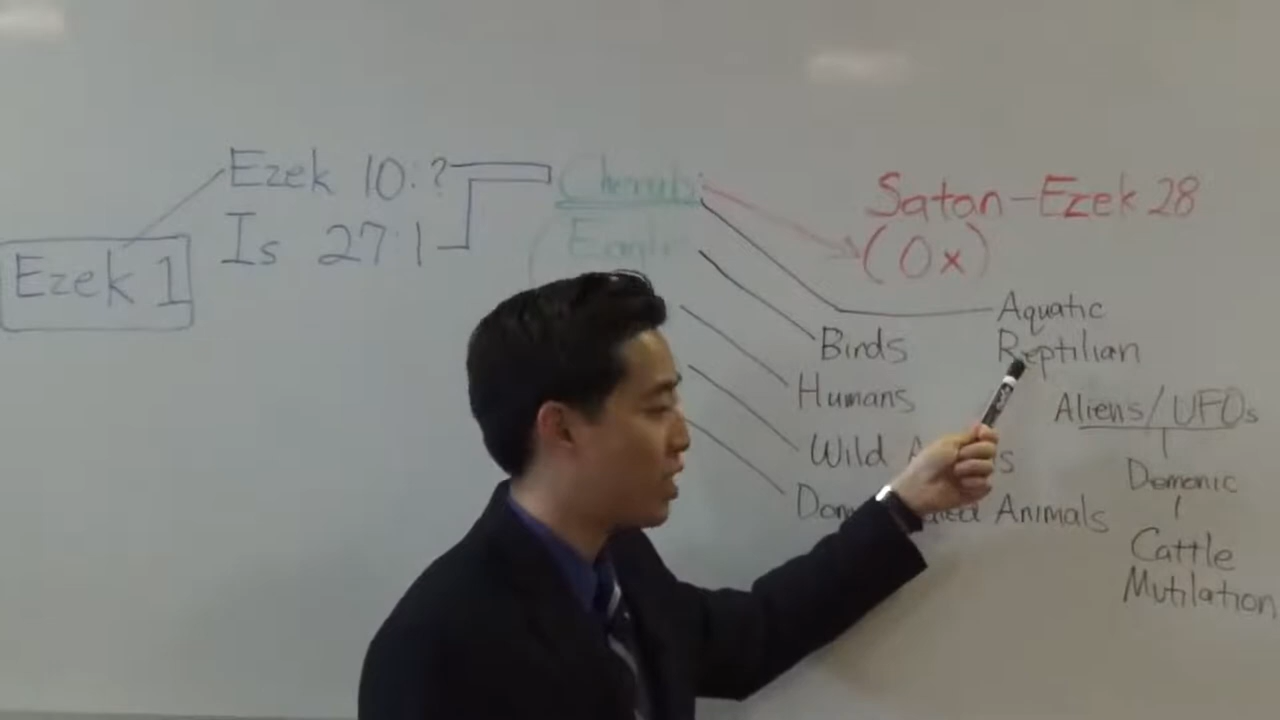 Ezek 10:?
Is 27:1
Ezek 1
Cherubs
Satan-Ezek 28
(Ox)
Aquatic
Reptilian
Birds
Humans
Wild
Animals
Aliens/UFOs
Demonic
Cattle
Mutilation